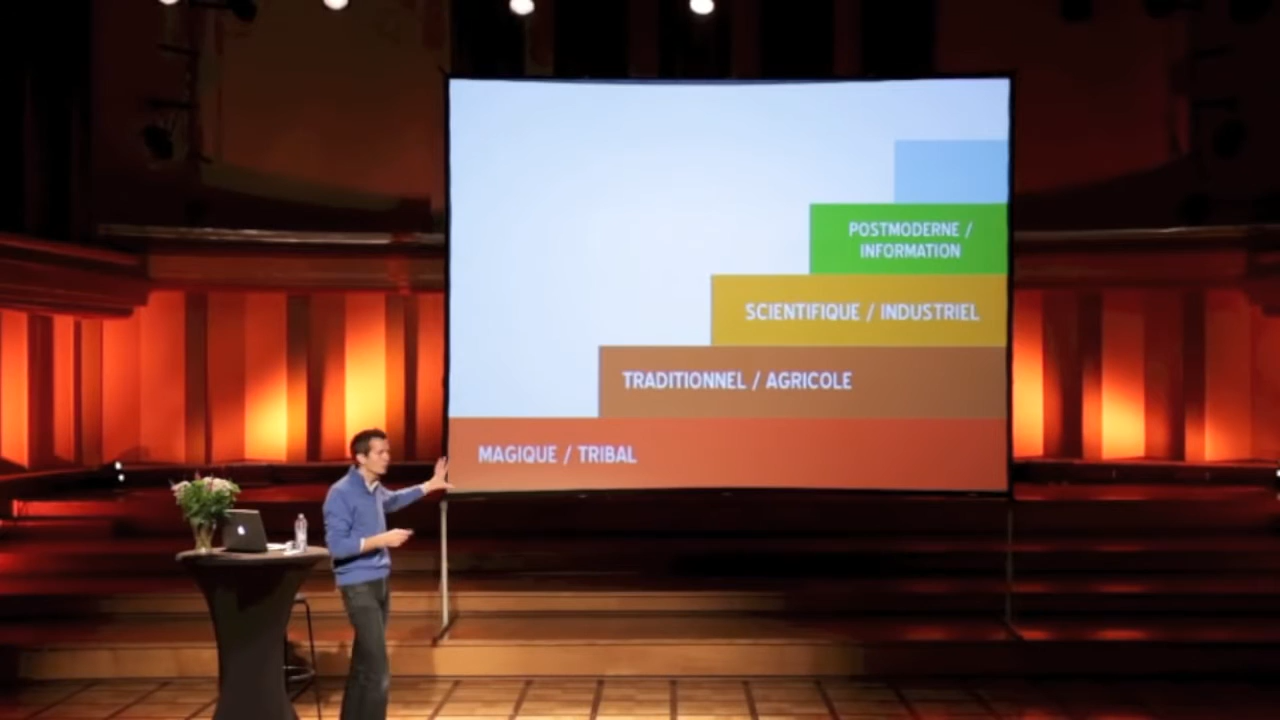 POSTMODERNE /
INFORMATION
SCIENTIFIQUE / INDUSTRIEL
TRADITIONNEL / AGRICOLE
MAGIQUE / TRIBAL